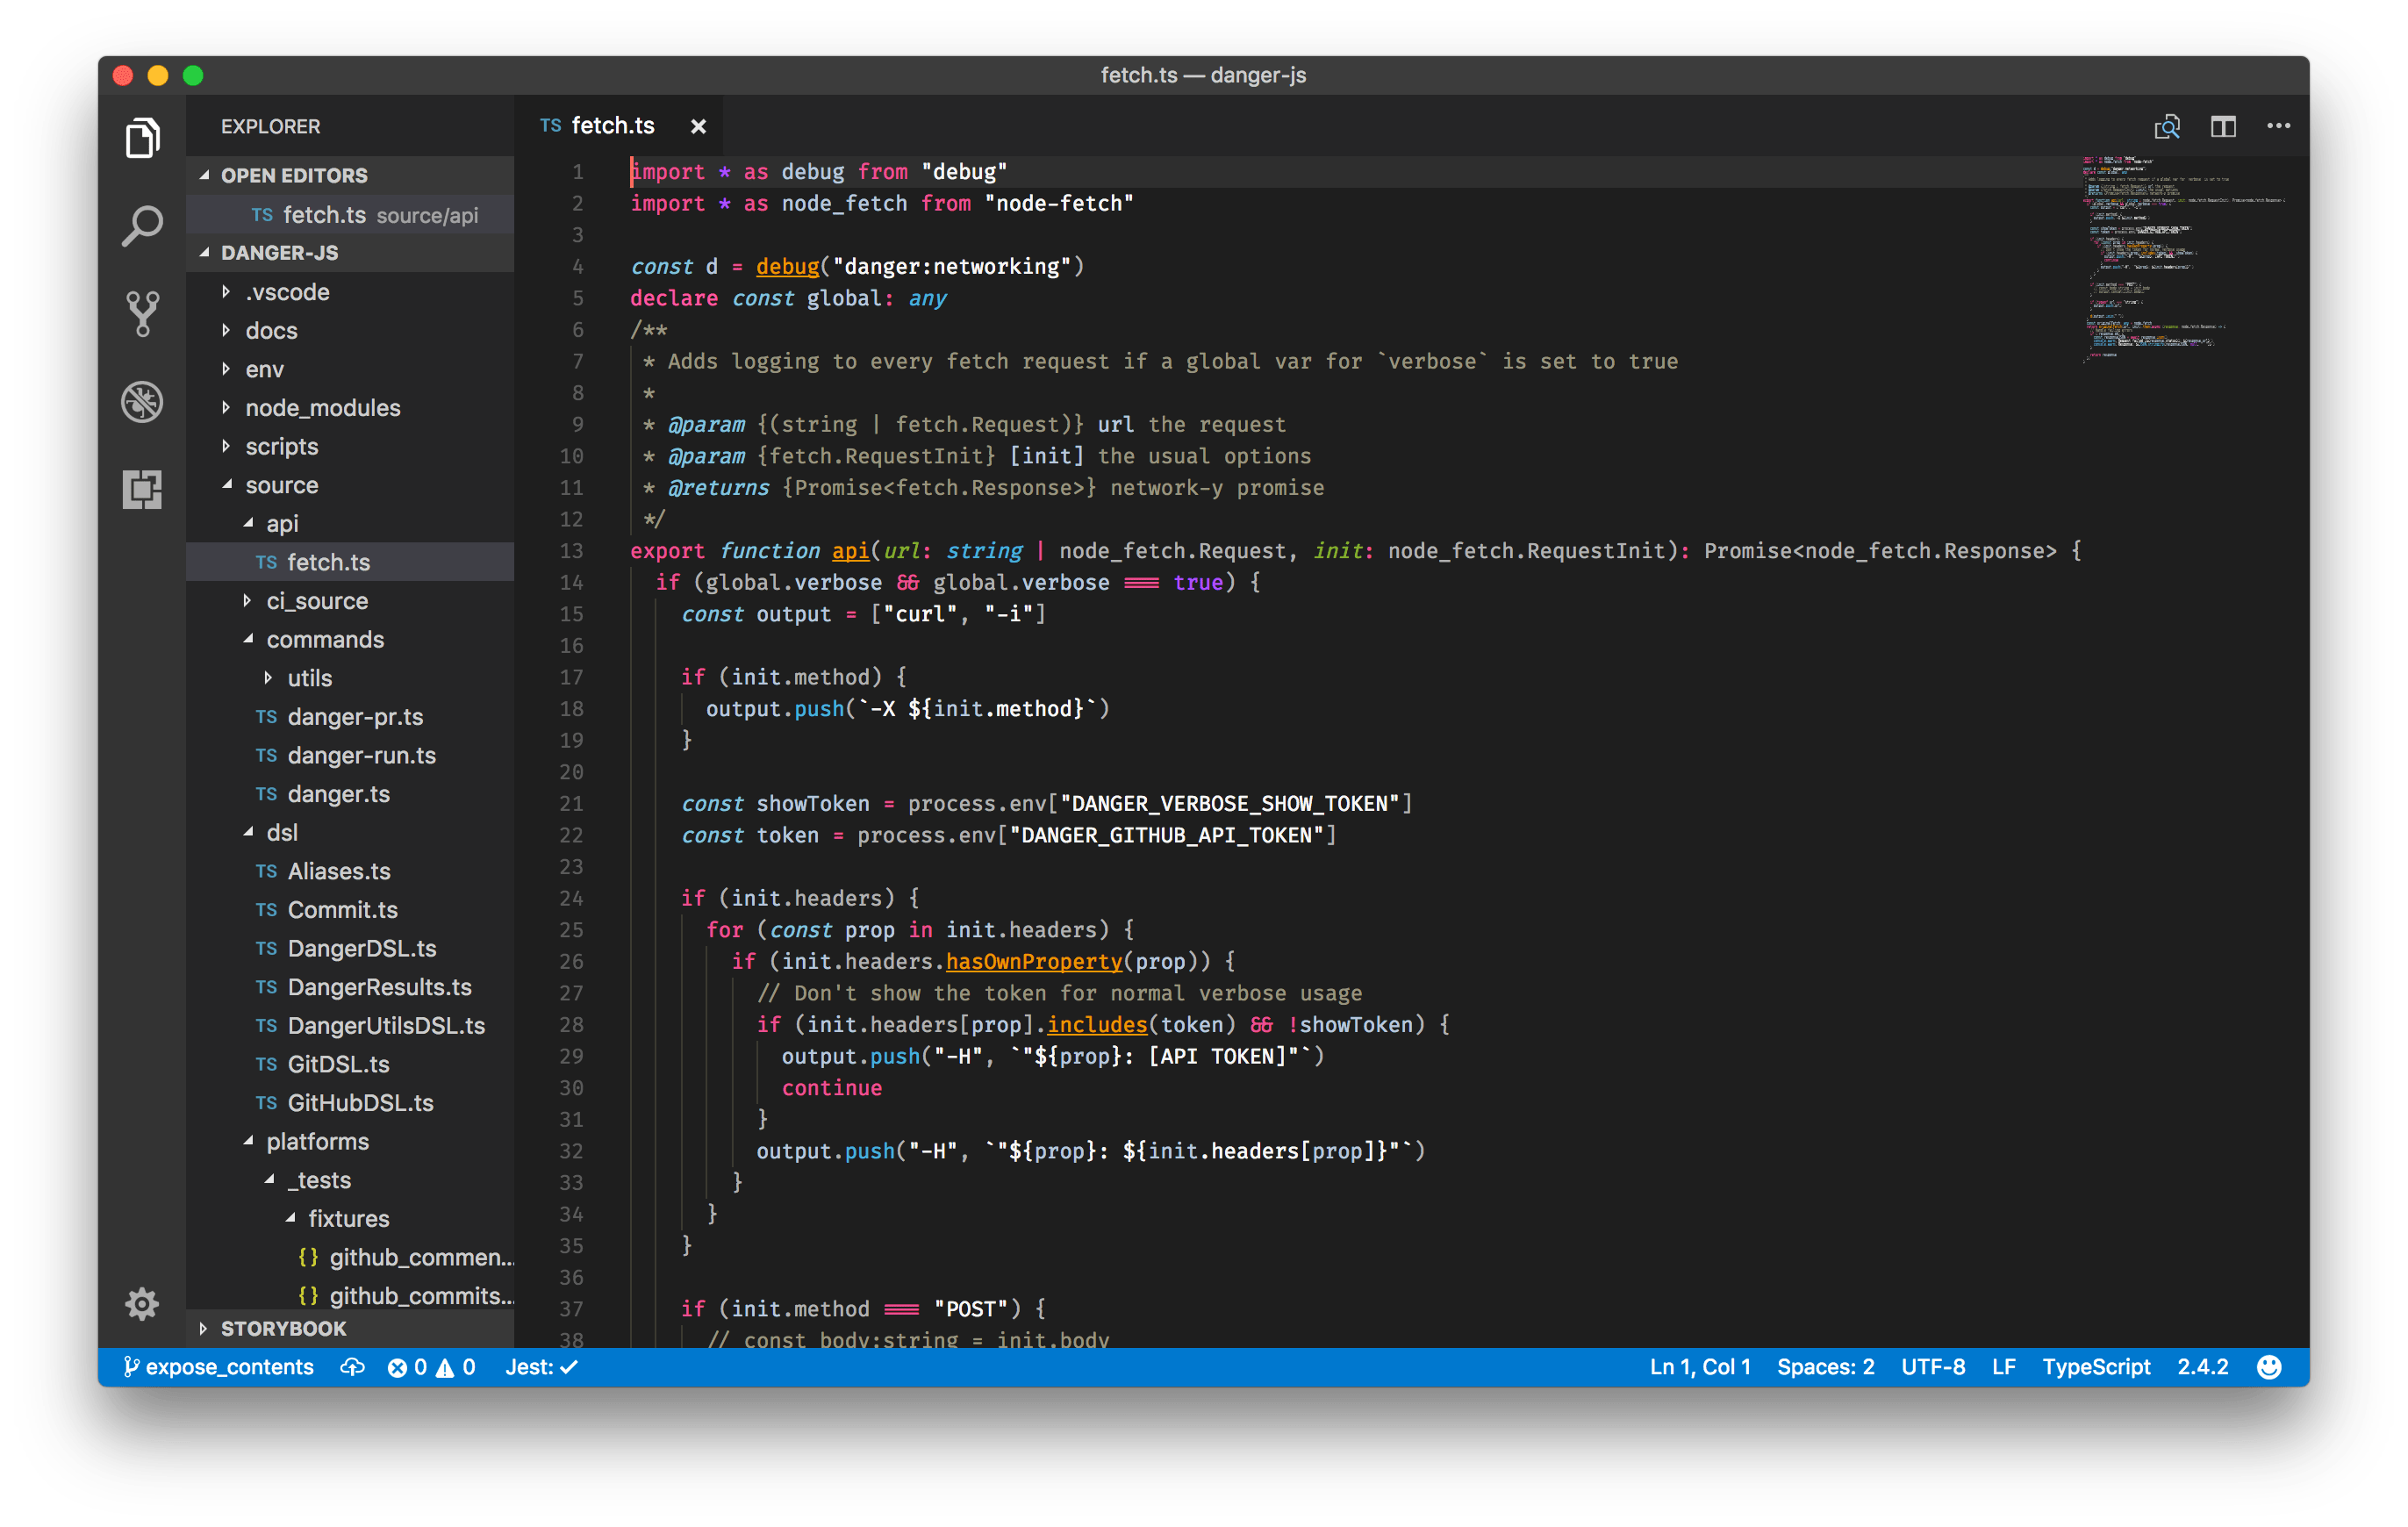 fetch.ts — danger-js
EXPLORER
OPEN EDITORS
TS fetch.ts source/api
DANGER-JS
.vscode
docs
env
node_modules
scripts
source
api
TS fetch.ts
ci_source
commands
utils
TS danger-pr.ts
TS danger-run.ts
TS danger.ts
dsl
TS Aliases.ts
TS Commit.ts
TS DangerDSL.ts
TS DangerResults.ts
TS DangerUtilsDSL.ts
TS GitDSL.ts
TS GitHubDSL.ts
platforms
_tests
fixtures
{} github_commen...
{} github_commits...
STORYBOOK
TS fetch.ts
1 import * as debug from "debug"
2 import * as node_fetch from "node-fetch"
3
4 const d = debug("danger:networking")
5 declare const global: any
6 /**
7 * Adds logging to every fetch request if a global var for `verbose` is set to true
8 *
9 * @param {(string | fetch.Request)} url the request
10 * @param {fetch.RequestInit} [init] the usual options
11 * @returns {Promise<fetch.Response>} network-y promise
12 */
13 export function api(url: string | node_fetch.Request, init: node_fetch.RequestInit): Promise<node_fetch.Response> {
14 if (global.verbose && global.verbose === true) {
15 const output = ["curl", "-i"]
16
17 if (init.method) {
18 output.push(`-X ${init.method}`)
19 }
20
21 const showToken = process.env["DANGER_VERBOSE_SHOW_TOKEN"]
22 const token = process.env["DANGER_GITHUB_API_TOKEN"]
23
24 if (init.headers) {
25 for (const prop in init.headers) {
26 if (init.headers.hasOwnProperty(prop)) {
27 // Don't show the token for normal verbose usage
28 if (init.headers[prop].includes(token) && !showToken) {
29 output.push("-H", `"${prop}: [API TOKEN]"`)
30 continue
31 }
32 output.push("-H", `"${prop}: ${init.headers[prop]}"`)
33 }
34 }
35 }
36
37 if (init.method === "POST") {
38 // const body:string = init.body
expose_contents 0 0 Jest: ✓ Ln 1, Col 1 Spaces: 2 UTF-8 LF TypeScript 2.4.2